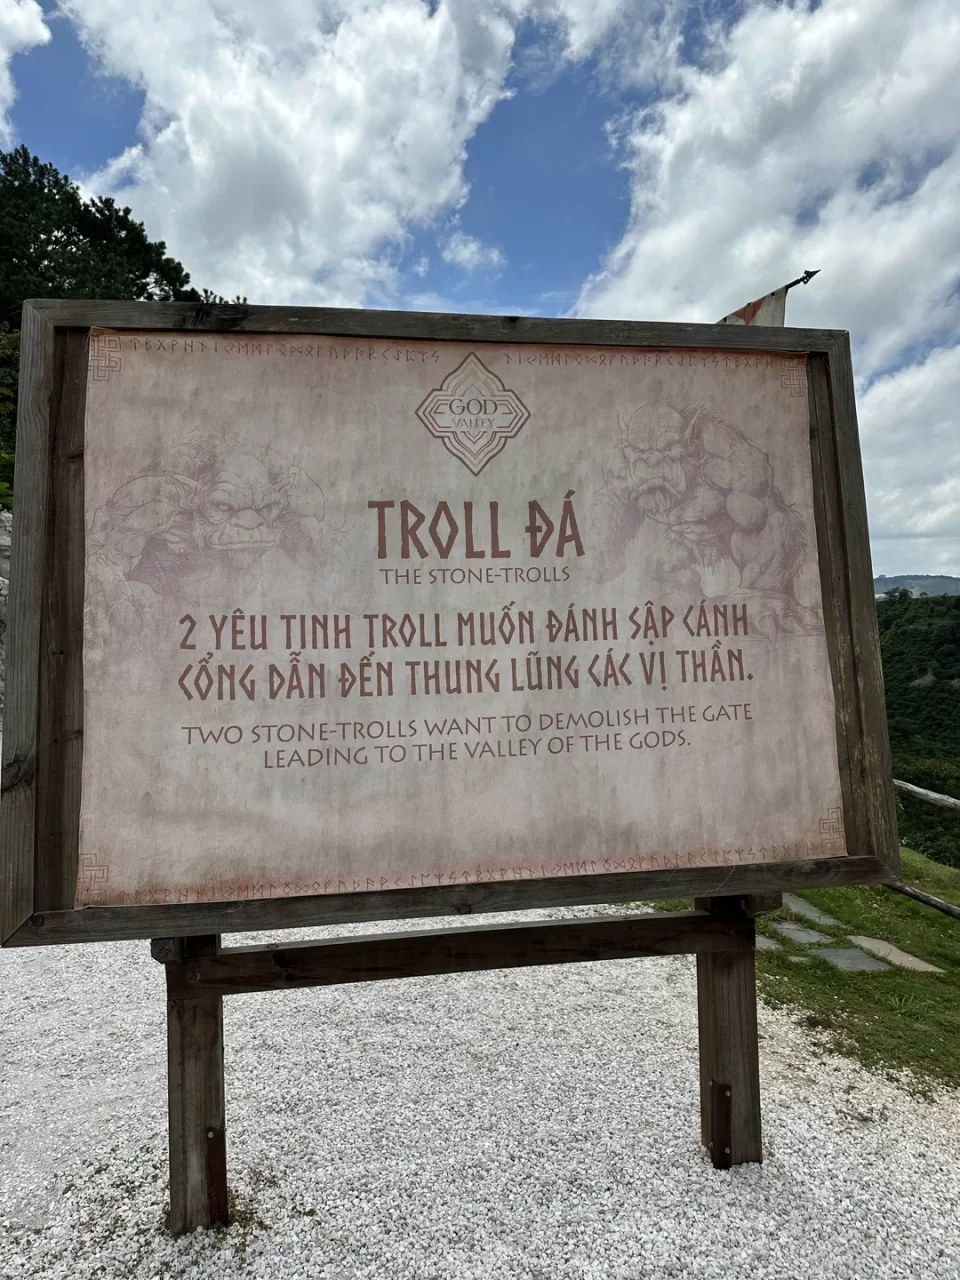 GOD
VALLEY
TROLL ĐÁ
THE STONE-TROLLS
2 YÊU TINH TROLL MUỐN ĐÁNH SẬP CÁNH
CỔNG DẪN ĐẾN THUNG LŨNG CÁC VỊ THẦN.
TWO STONE-TROLLS WANT TO DEMOLISH THE GATE
LEADING TO THE VALLEY OF THE GODS.